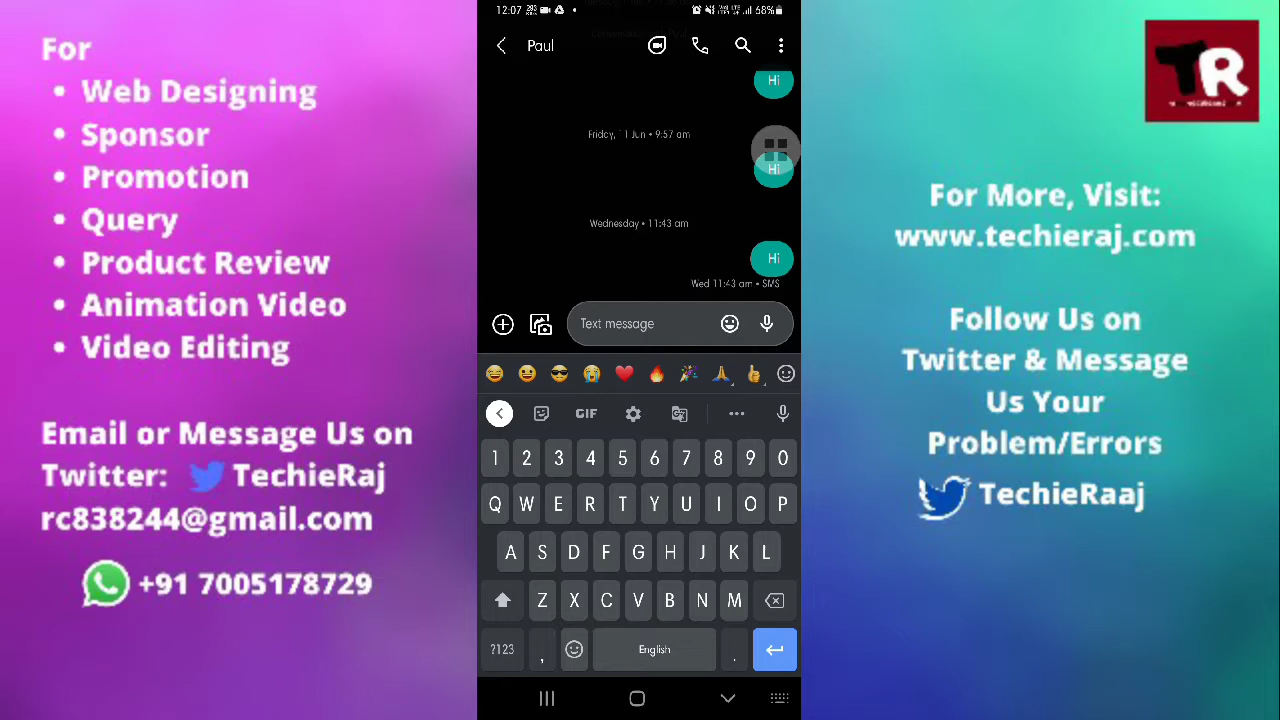 For
• Web Designing
• Sponsor
• Promotion
• Query
• Product Review
• Animation Video
• Video Editing
Email or Message Us on
Twitter: TechieRaj
rc838244@gmail.com
+91 7005178729
12:07
68%
Paul
Hi
Friday, 11 Jun • 9:57 am
Hi
Wednesday • 11:43 am
Hi
Wed 11:43 am • SMS
Text message
GIF
1 2 3 4 5 6 7 8 9 0
Q W E R T Y U I O P
A S D F G H J K L
Z X C V B N M
?123 , English .
TR
For More, Visit:
www.techieraj.com
Follow Us on
Twitter & Message
Us Your
Problem/Errors
TechieRaaj